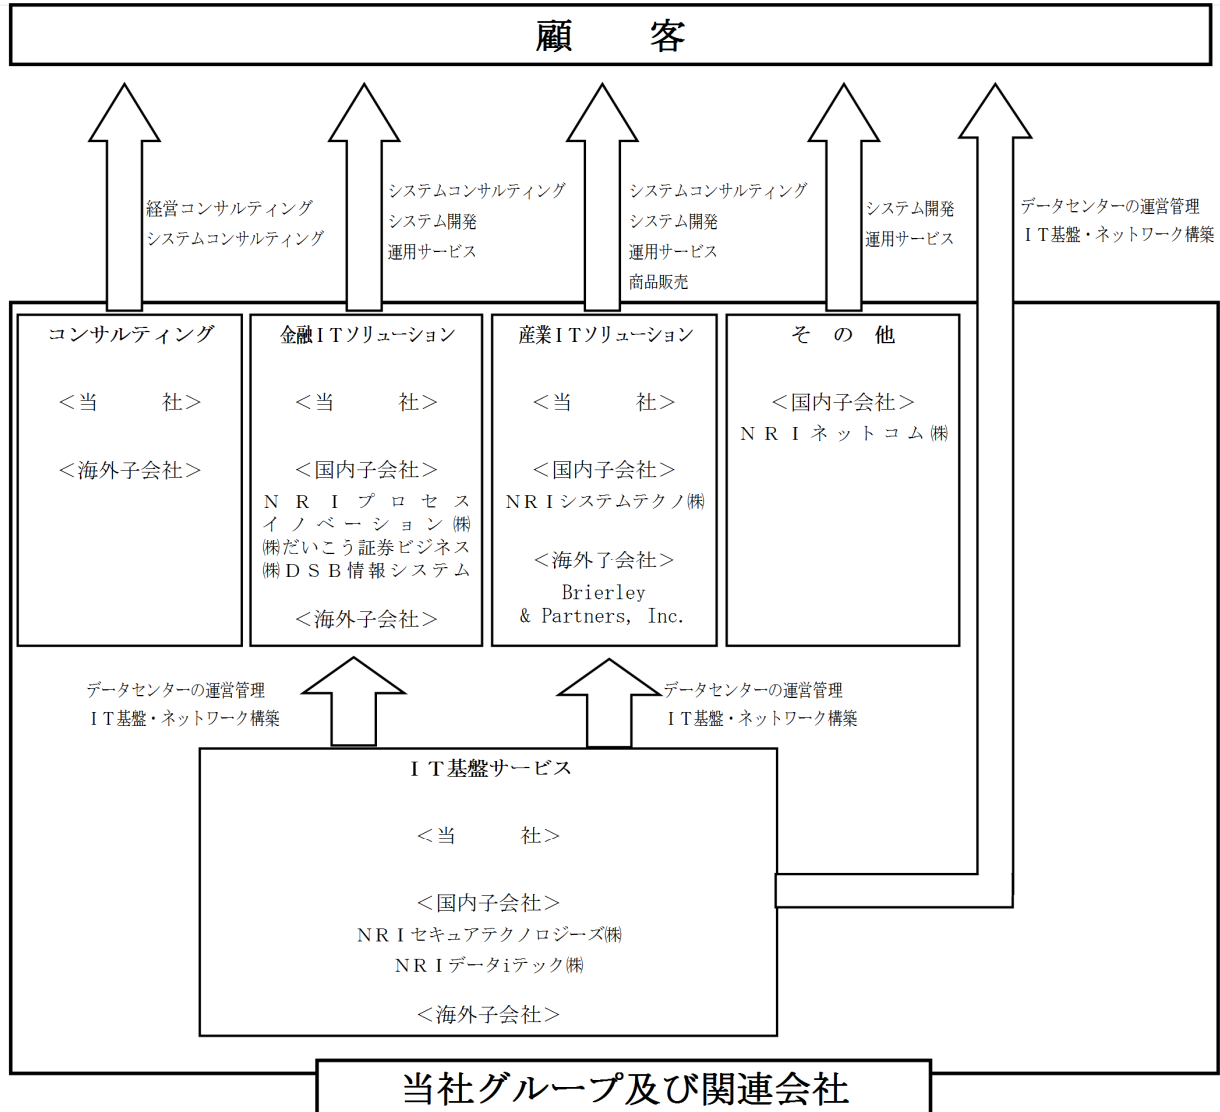 顧　　客
経営コンサルティング
システムコンサルティング
システムコンサルティング
システム開発
運用サービス
システムコンサルティング
システム開発
運用サービス
商品販売
システム開発
運用サービス
データセンターの運営管理
ＩＴ基盤・ネットワーク構築
コンサルティング
＜当　　　社＞
＜海外子会社＞
金融ＩＴソリューション
＜当　　　社＞
＜国内子会社＞
ＮＲＩプロセス
イノベーション㈱
㈱だいこう証券ビジネス
㈱ＤＳＢ情報システム
＜海外子会社＞
産業ＩＴソリューション
＜当　　　社＞
＜国内子会社＞
ＮＲＩシステムテクノ㈱
＜海外子会社＞
Brierley
& Partners, Inc.
そ　の　他
＜国内子会社＞
ＮＲＩネットコム㈱
データセンターの運営管理
ＩＴ基盤・ネットワーク構築
データセンターの運営管理
ＩＴ基盤・ネットワーク構築
ＩＴ基盤サービス
＜当　　　社＞
＜国内子会社＞
ＮＲＩセキュアテクノロジーズ㈱
ＮＲＩデータiテック㈱
＜海外子会社＞
当社グループ及び関連会社